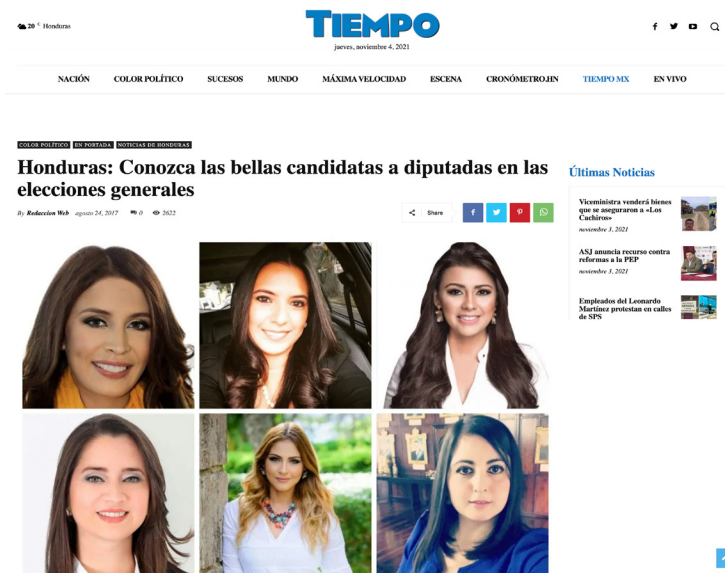 20 C Honduras
TIEMPO
jueves, noviembre 4, 2021
NACIÓN COLOR POLÍTICO SUCESOS MUNDO MÁXIMA VELOCIDAD ESCENA CRONÓMETRO.HN TIEMPO MX EN VIVO
COLOR POLÍTICO EN PORTADA NOTICIAS DE HONDURAS
Honduras: Conozca las bellas candidatas a diputadas en las
elecciones generales
By Redaccion Web agosto 24, 2017 0 2622
Share
Últimas Noticias
Viceministra venderá bienes
que se aseguraron a «Los
Cachiros»
noviembre 3, 2021
ASJ anuncia recurso contra
reformas a la PEP
noviembre 3, 2021
Empleados del Leonardo
Martínez protestan en calles
de SPS